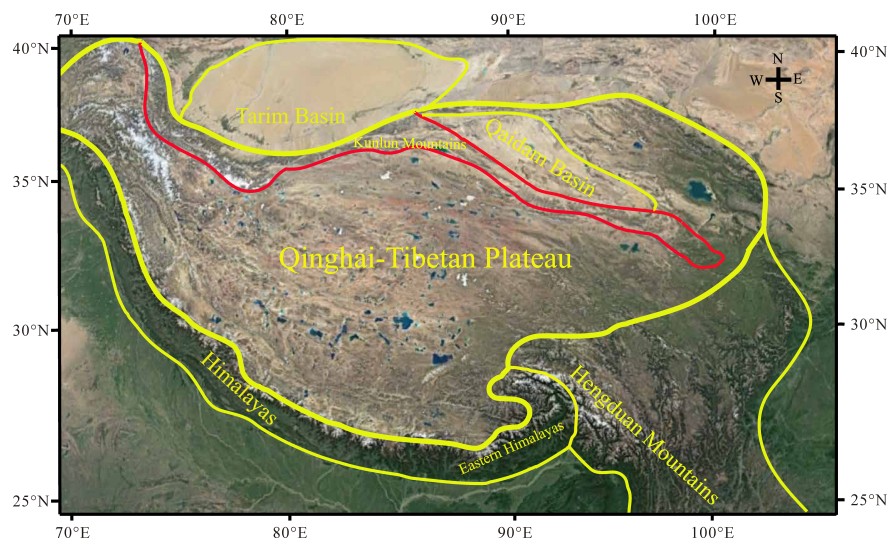 70°E 80°E 90°E 100°E
40°N 40°N
N
W E
S
Tarim Basin
Qaidam Basin
Kunlun Mountains
35°N 35°N
Qinghai-Tibetan Plateau
30°N 30°N
Himalayas
Hengduan Mountains
Eastern Himalayas
25°N 25°N
70°E 80°E 90°E 100°E